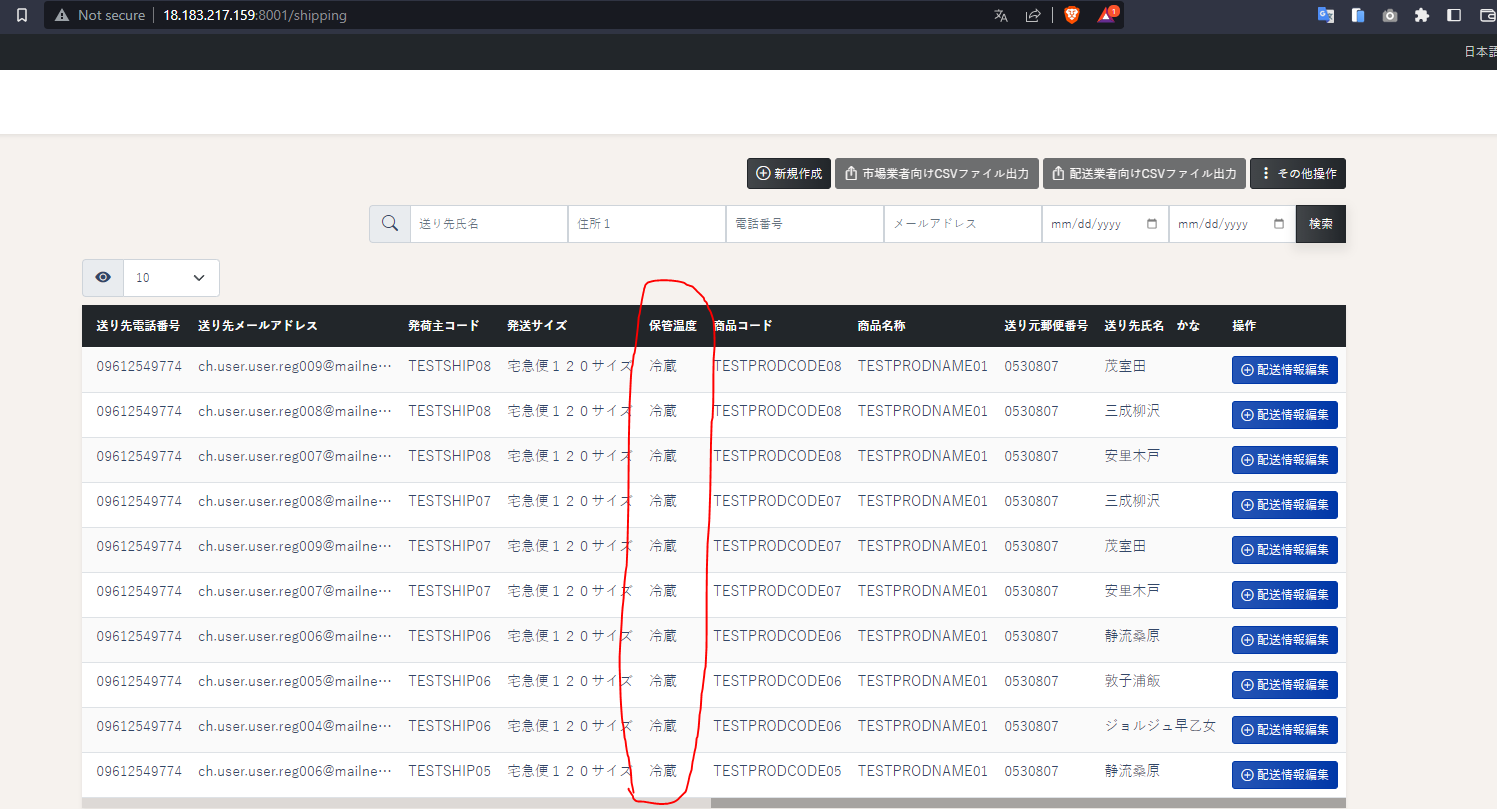 Not secure 18.183.217.159:8001/shipping 1
日本語
新規作成 市場業者向けCSVファイル出力 配送業者向けCSVファイル出力 その他操作
送り先氏名 住所１ 電話番号 メールアドレス mm/dd/yyyy mm/dd/yyyy 検索
10
送り先電話番号 送り先メールアドレス 発荷主コード 発送サイズ 保管温度 商品コード 商品名称 送り元郵便番号 送り先氏名　かな 操作
09612549774 ch.user.user.reg009@mailne… TESTSHIP08 宅急便１２０サイズ 冷蔵 TESTPRODCODE08 TESTPRODNAME01 0530807 茂室田 配送情報編集
09612549774 ch.user.user.reg008@mailne… TESTSHIP08 宅急便１２０サイズ 冷蔵 TESTPRODCODE08 TESTPRODNAME01 0530807 三成柳沢 配送情報編集
09612549774 ch.user.user.reg007@mailne… TESTSHIP08 宅急便１２０サイズ 冷蔵 TESTPRODCODE08 TESTPRODNAME01 0530807 安里木戸 配送情報編集
09612549774 ch.user.user.reg008@mailne… TESTSHIP07 宅急便１２０サイズ 冷蔵 TESTPRODCODE07 TESTPRODNAME01 0530807 三成柳沢 配送情報編集
09612549774 ch.user.user.reg009@mailne… TESTSHIP07 宅急便１２０サイズ 冷蔵 TESTPRODCODE07 TESTPRODNAME01 0530807 茂室田 配送情報編集
09612549774 ch.user.user.reg007@mailne… TESTSHIP07 宅急便１２０サイズ 冷蔵 TESTPRODCODE07 TESTPRODNAME01 0530807 安里木戸 配送情報編集
09612549774 ch.user.user.reg006@mailne… TESTSHIP06 宅急便１２０サイズ 冷蔵 TESTPRODCODE06 TESTPRODNAME01 0530807 静流桑原 配送情報編集
09612549774 ch.user.user.reg005@mailne… TESTSHIP06 宅急便１２０サイズ 冷蔵 TESTPRODCODE06 TESTPRODNAME01 0530807 敦子浦飯 配送情報編集
09612549774 ch.user.user.reg004@mailne… TESTSHIP06 宅急便１２０サイズ 冷蔵 TESTPRODCODE06 TESTPRODNAME01 0530807 ジョルジュ早乙女 配送情報編集
09612549774 ch.user.user.reg006@mailne… TESTSHIP05 宅急便１２０サイズ 冷蔵 TESTPRODCODE05 TESTPRODNAME01 0530807 静流桑原 配送情報編集